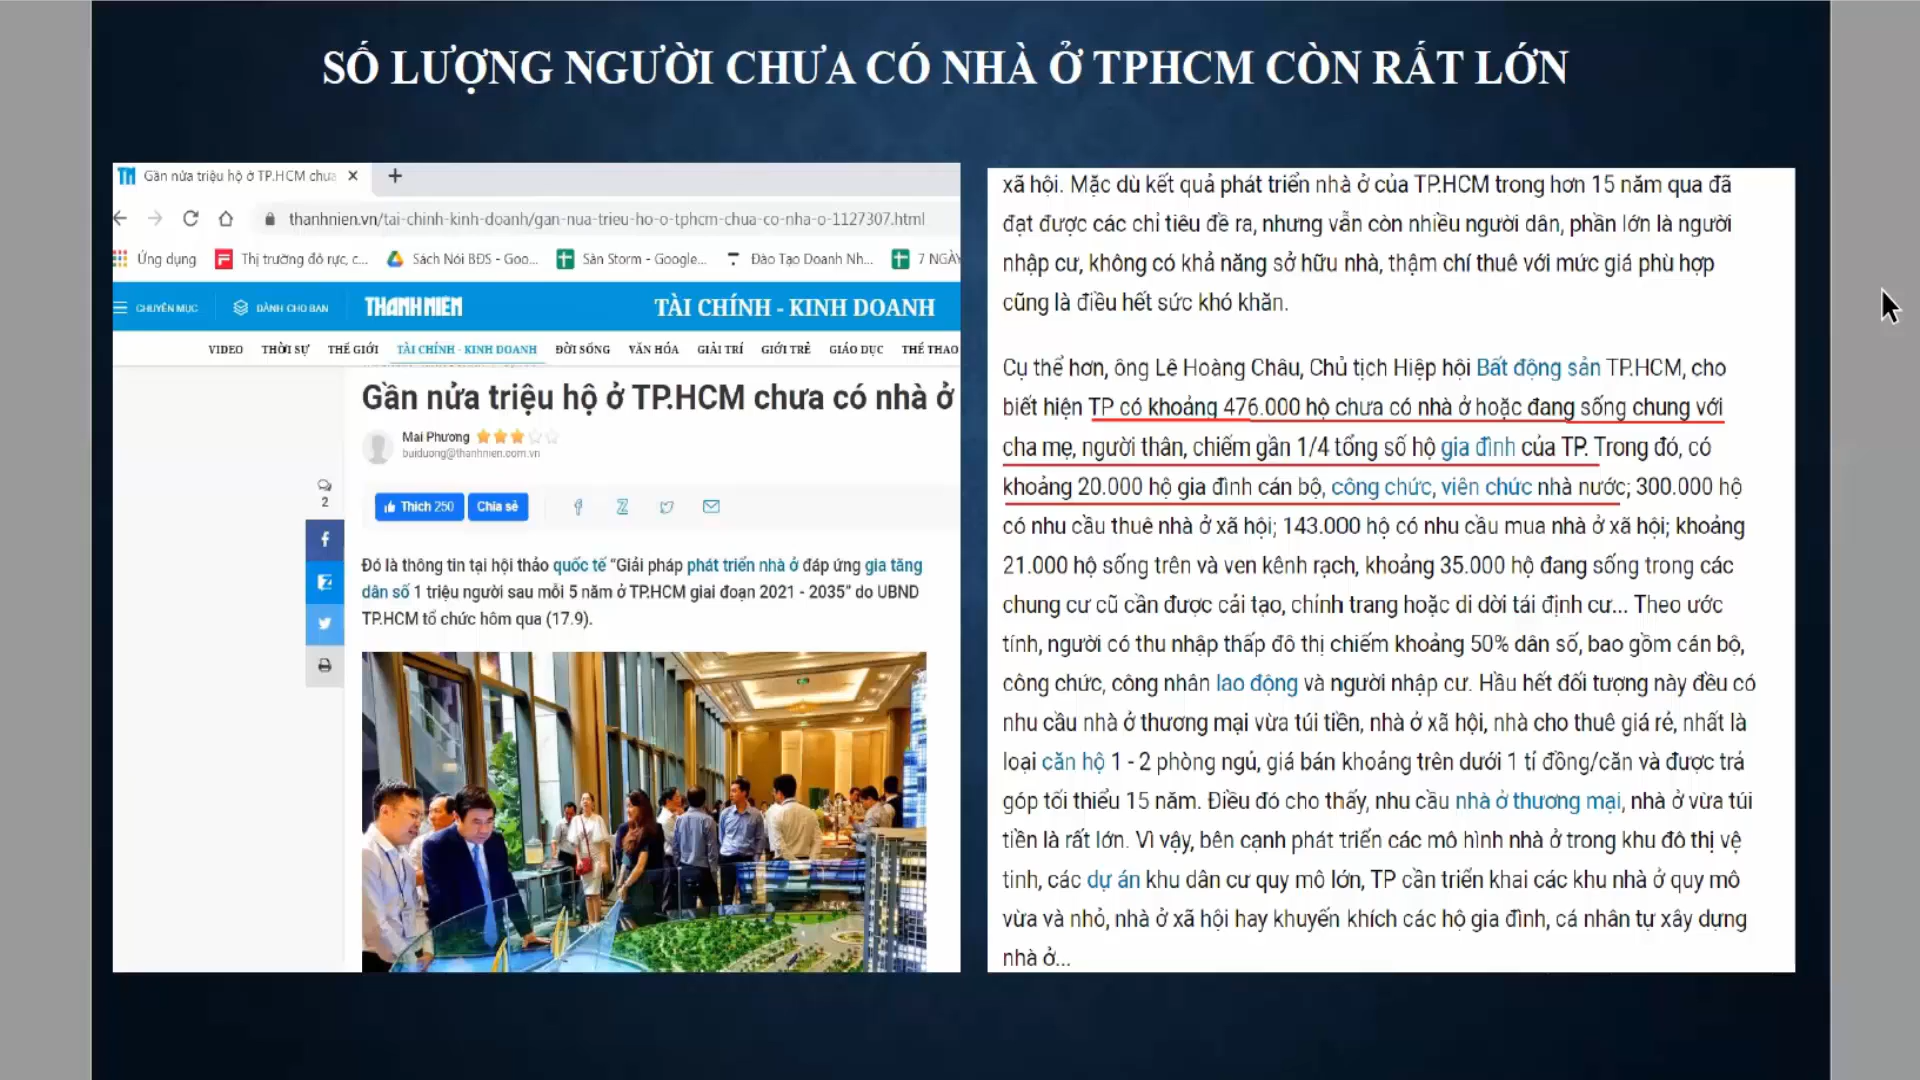 SỐ LƯỢNG NGƯỜI CHƯA CÓ NHÀ Ở TPHCM CÒN RẤT LỚN
Gần nửa triệu hộ ở TP.HCM chưa
thanhnien.vn/tai-chinh-kinh-doanh/gan-nua-trieu-ho-o-tphcm-chua-co-nha-o-1127307.html
Ứng dụng Thị trường đỏ rực, c... Sách Nói BĐS - Goo... Sàn Storm - Google... Đào Tạo Doanh Nh... 7 NGÀY
CHUYÊN MỤC DÀNH CHO BẠN THANH NIÊN TÀI CHÍNH - KINH DOANH
VIDEO THỜI SỰ THẾ GIỚI TÀI CHÍNH - KINH DOANH ĐỜI SỐNG VĂN HÓA GIẢI TRÍ GIỚI TRẺ GIÁO DỤC THỂ THAO
Gần nửa triệu hộ ở TP.HCM chưa có nhà ở
Mai Phương
buiduong@thanhnien.com.vn
2
Thích 250 Chia sẻ
Đó là thông tin tại hội thảo quốc tế “Giải pháp phát triển nhà ở đáp ứng gia tăng
dân số 1 triệu người sau mỗi 5 năm ở TP.HCM giai đoạn 2021 - 2035” do UBND
TP.HCM tổ chức hôm qua (17.9).
xã hội. Mặc dù kết quả phát triển nhà ở của TP.HCM trong hơn 15 năm qua đã
đạt được các chỉ tiêu đề ra, nhưng vẫn còn nhiều người dân, phần lớn là người
nhập cư, không có khả năng sở hữu nhà, thậm chí thuê với mức giá phù hợp
cũng là điều hết sức khó khăn.
Cụ thể hơn, ông Lê Hoàng Châu, Chủ tịch Hiệp hội Bất động sản TP.HCM, cho
biết hiện TP có khoảng 476.000 hộ chưa có nhà ở hoặc đang sống chung với
cha mẹ, người thân, chiếm gần 1/4 tổng số hộ gia đình của TP. Trong đó, có
khoảng 20.000 hộ gia đình cán bộ, công chức, viên chức nhà nước; 300.000 hộ
có nhu cầu thuê nhà ở xã hội; 143.000 hộ có nhu cầu mua nhà ở xã hội; khoảng
21.000 hộ sống trên và ven kênh rạch, khoảng 35.000 hộ đang sống trong các
chung cư cũ cần được cải tạo, chỉnh trang hoặc di dời tái định cư... Theo ước
tính, người có thu nhập thấp đô thị chiếm khoảng 50% dân số, bao gồm cán bộ,
công chức, công nhân lao động và người nhập cư. Hầu hết đối tượng này đều có
nhu cầu nhà ở thương mại vừa túi tiền, nhà ở xã hội, nhà cho thuê giá rẻ, nhất là
loại căn hộ 1 - 2 phòng ngủ, giá bán khoảng trên dưới 1 tỉ đồng/căn và được trả
góp tối thiểu 15 năm. Điều đó cho thấy, nhu cầu nhà ở thương mại, nhà ở vừa túi
tiền là rất lớn. Vì vậy, bên cạnh phát triển các mô hình nhà ở trong khu đô thị vệ
tinh, các dự án khu dân cư quy mô lớn, TP cần triển khai các khu nhà ở quy mô
vừa và nhỏ, nhà ở xã hội hay khuyến khích các hộ gia đình, cá nhân tự xây dựng
nhà ở...